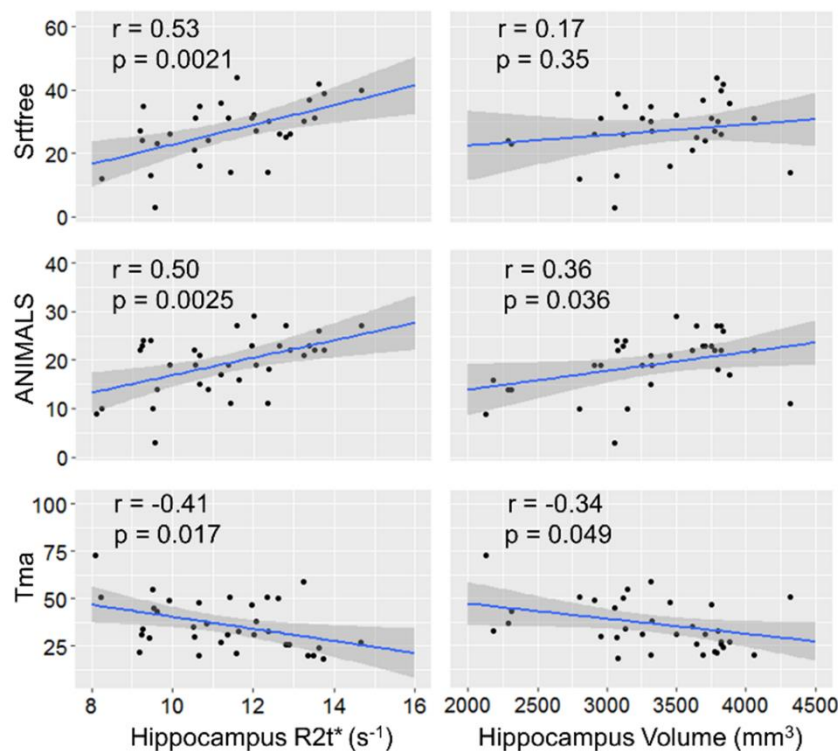 r = 0.53
p = 0.0021
r = 0.17
p = 0.35
Srtfree
60
40
20
0
r = 0.50
p = 0.0025
r = 0.36
p = 0.036
ANIMALS
40
30
20
10
0
r = -0.41
p = 0.017
r = -0.34
p = 0.049
Tma
100
75
50
25
8 10 12 14 16
2000 2500 3000 3500 4000 4500
Hippocampus R2t* (s⁻¹)
Hippocampus Volume (mm³)